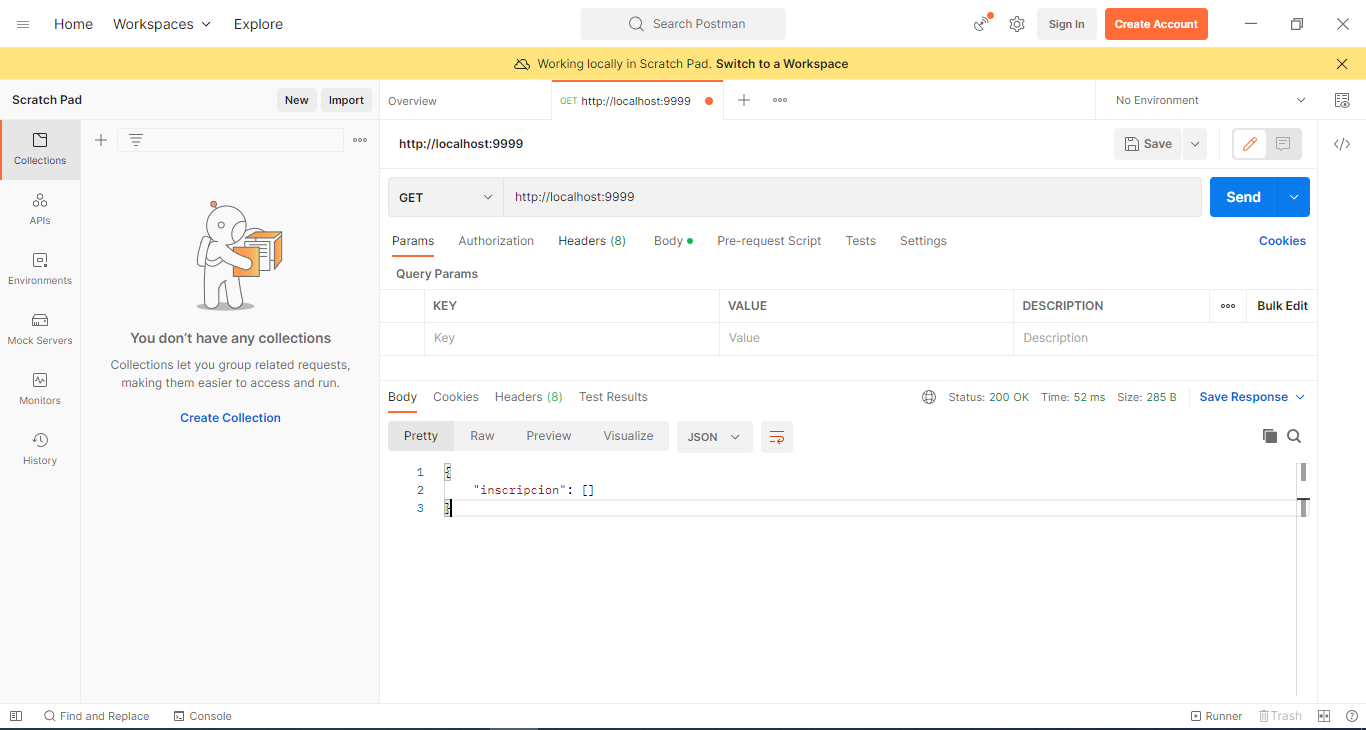 Home Workspaces Explore Search Postman Sign In Create Account
Working locally in Scratch Pad. Switch to a Workspace
Scratch Pad New Import Overview GET http://localhost:9999 No Environment
Collections
APIs
Environments
Mock Servers
Monitors
History
You don’t have any collections
Collections let you group related requests,
making them easier to access and run.
Create Collection
http://localhost:9999 Save
GET http://localhost:9999 Send
Params Authorization Headers (8) Body Pre-request Script Tests Settings Cookies
Query Params
KEY VALUE DESCRIPTION Bulk Edit
Key Value Description
Body Cookies Headers (8) Test Results Status: 200 OK Time: 52 ms Size: 285 B Save Response
Pretty Raw Preview Visualize JSON
1 {
2 "inscripcion": []
3 }
Find and Replace Console Runner Trash